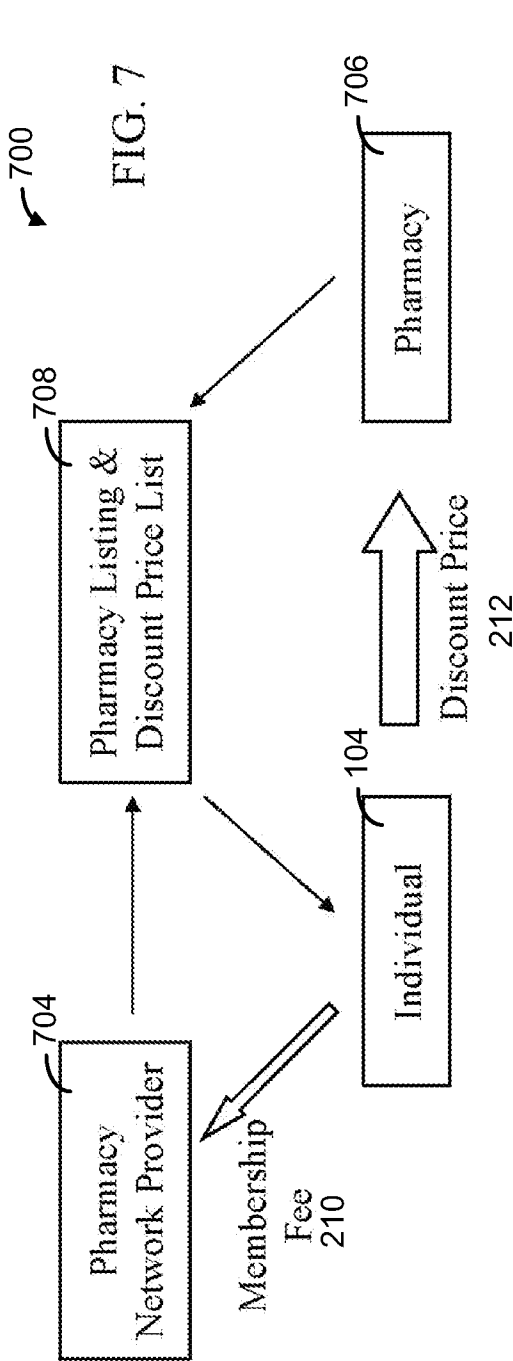 700
FIG. 7
704
Pharmacy
Network Provider
708
Pharmacy Listing &
Discount Price List
Membership
Fee
210
104
Individual
Discount Price
212
706
Pharmacy